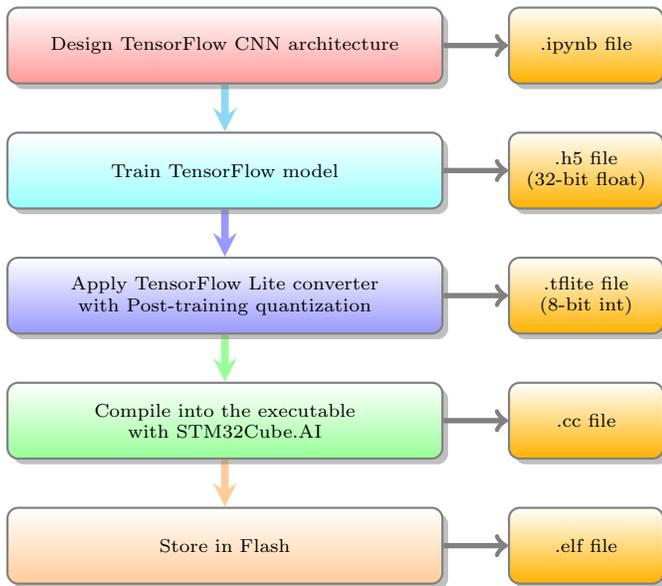 Design TensorFlow CNN architecture
.ipynb file
Train TensorFlow model
.h5 file
(32-bit float)
Apply TensorFlow Lite converter
with Post-training quantization
.tflite file
(8-bit int)
Compile into the executable
with STM32Cube.AI
.cc file
Store in Flash
.elf file